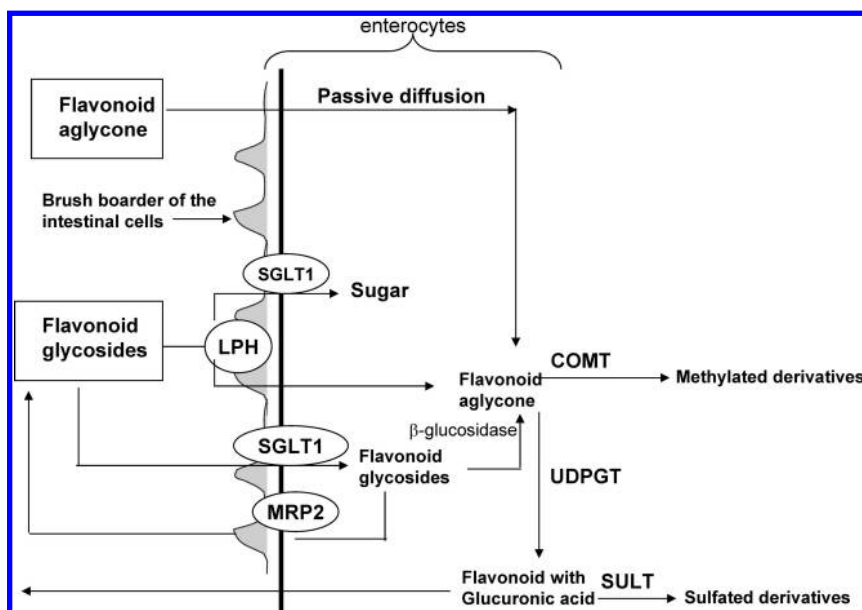 enterocytes
Flavonoid
aglycone
Passive diffusion
Brush boarder of the
intestinal cells
SGLT1
Sugar
Flavonoid
glycosides
LPH
COMT
Flavonoid
aglycone
Methylated derivatives
β-glucosidase
SGLT1
Flavonoid
glycosides
UDPGT
MRP2
Flavonoid with
Glucuronic acid
SULT
Sulfated derivatives